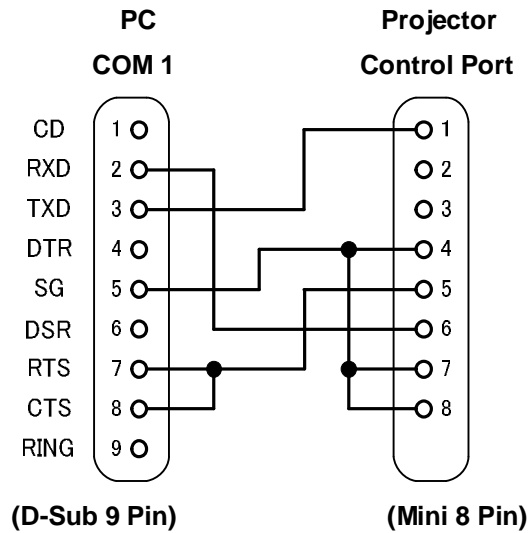 PC Projector
COM 1 Control Port
CD 1 1
RXD 2 2
TXD 3 3
DTR 4 4
SG 5 5
DSR 6 6
RTS 7 7
CTS 8 8
RING 9
(D-Sub 9 Pin) (Mini 8 Pin)